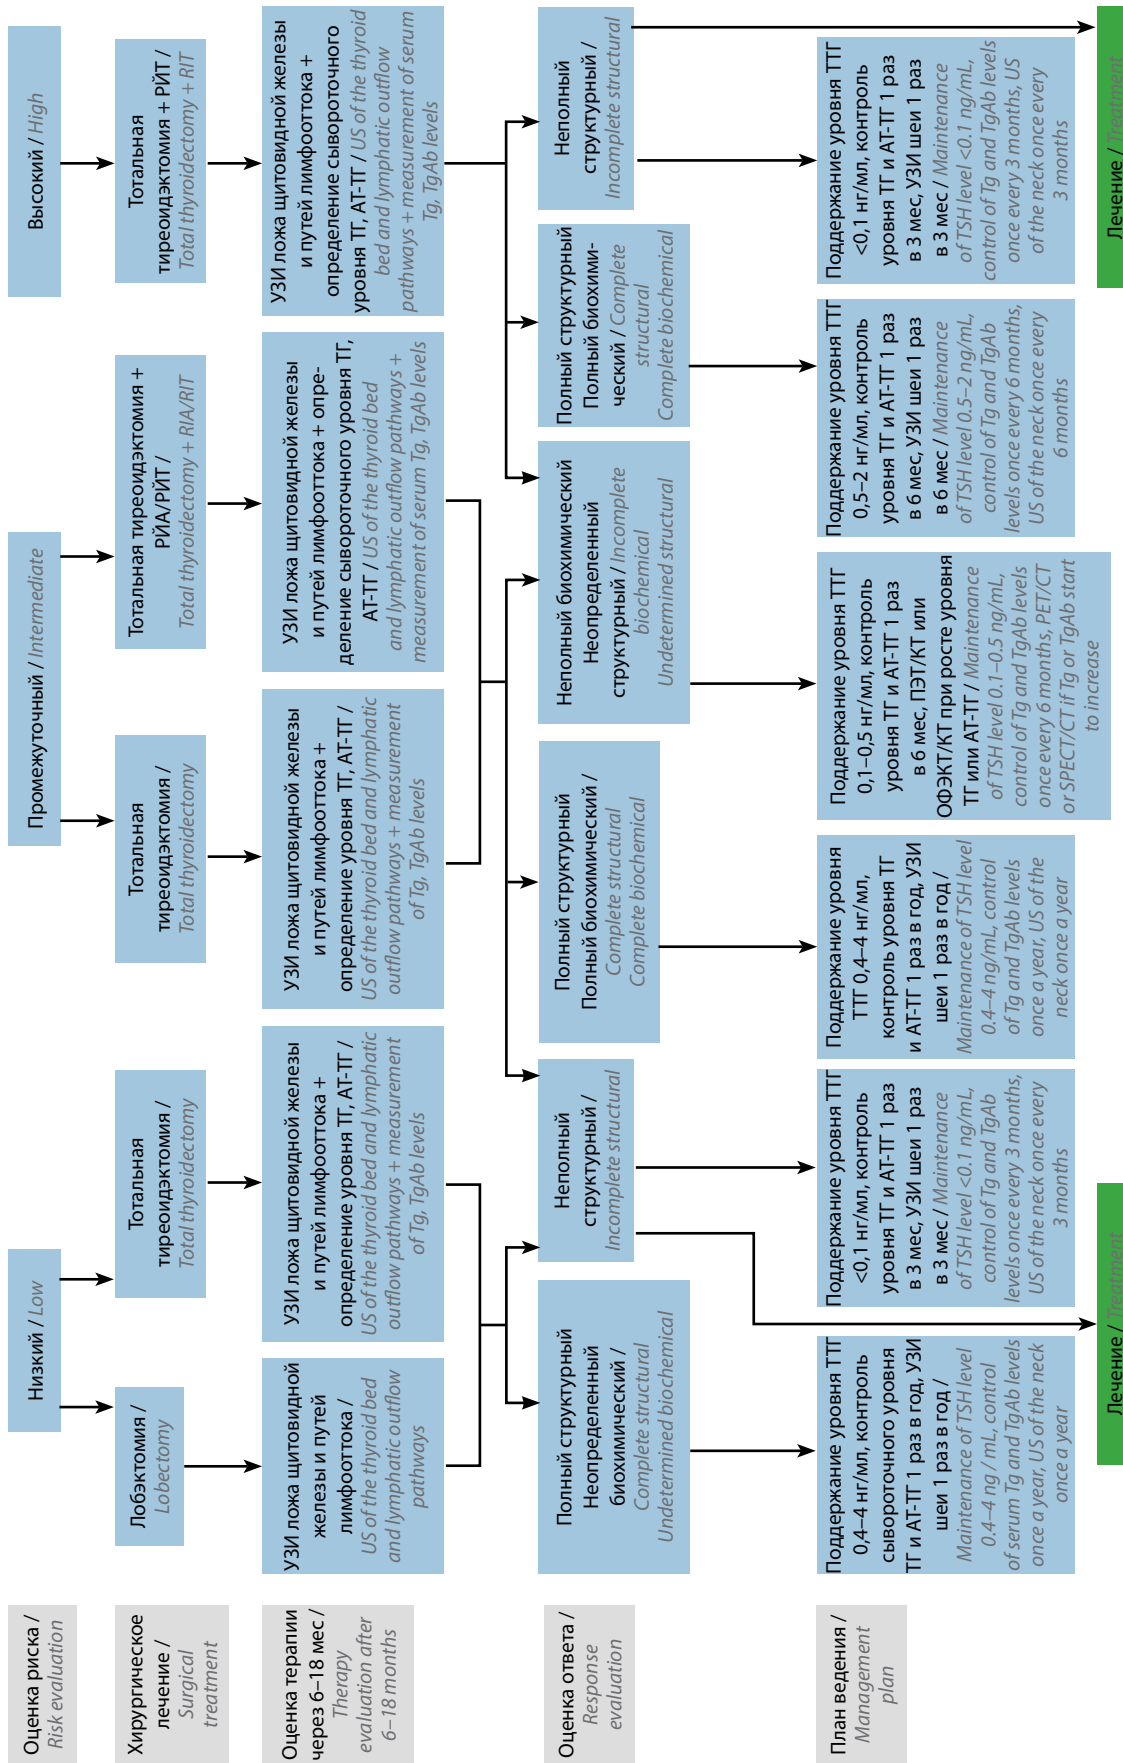 Оценка риска /
Risk evaluation
Низкий / Low
Промежуточный / Intermediate
Высокий / High
Хирургическое
лечение /
Surgical
treatment
Лобэктомия /
Lobectomy
Тотальная
тиреоидэктомия /
Total thyroidectomy
Тотальная
тиреоидэктомия /
Total thyroidectomy
Тотальная тиреоидэктомия +
РЙА/РЙТ /
Total thyroidectomy + RIA/RIT
Тотальная
тиреоидэктомия + РЙТ /
Total thyroidectomy + RIT
Оценка терапии
через 6–18 мес /
Therapy
evaluation after
6–18 months
УЗИ ложа щитовидной
железы и путей
лимфооттока /
US of the thyroid bed
and lymphatic outflow
pathways
УЗИ ложа щитовидной железы
и путей лимфооттока +
определение уровня ТГ, АТ-ТГ /
US of the thyroid bed and lymphatic
outflow pathways + measurement
of Tg, TgAb levels
УЗИ ложа щитовидной железы
и путей лимфооттока +
определение уровня ТГ, АТ-ТГ /
US of the thyroid bed and lymphatic
outflow pathways + measurement
of Tg, TgAb levels
УЗИ ложа щитовидной железы
и путей лимфооттока + опре-
деление сывороточного уровня ТГ,
АТ-ТГ / US of the thyroid bed
and lymphatic outflow pathways +
measurement of serum Tg, TgAb levels
УЗИ ложа щитовидной железы
и путей лимфооттока +
определение сывороточного
уровня ТГ, АТ-ТГ / US of the thyroid
bed and lymphatic outflow
pathways + measurement of serum
Tg, TgAb levels
Оценка ответа /
Response
evaluation
Полный структурный
Неопределенный
биохимический /
Complete structural
Undetermined biochemical
Неполный
структурный /
Incomplete structural
Полный структурный
Полный биохимический /
Complete structural
Complete biochemical
Неполный биохимический
Неопределенный
структурный / Incomplete
biochemical
Undetermined structural
Полный структурный
Полный биохими-
ческий / Complete
structural
Complete biochemical
Неполный
структурный /
Incomplete structural
План ведения /
Management
plan
Поддержание уровня ТТГ
0,4–4 нг/мл, контроль
сывороточного уровня
ТГ и АТ-ТГ 1 раз в год, УЗИ
шеи 1 раз в год /
Maintenance of TSH level
0.4–4 ng / mL, control
of serum Tg and TgAb levels
once a year, US of the neck
once a year
Поддержание уровня ТТГ
<0,1 нг/мл, контроль
уровня ТГ и АТ-ТГ 1 раз
в 3 мес, УЗИ шеи 1 раз
в 3 мес / Maintenance
of TSH level <0.1 ng/mL,
control of Tg and TgAb
levels once every 3 months,
US of the neck once every
3 months
Поддержание уровня
ТТГ 0,4–4 нг/мл,
контроль уровня ТГ
и АТ-ТГ 1 раз в год, УЗИ
шеи 1 раз в год /
Maintenance of TSH level
0.4–4 ng/mL, control
of Tg and TgAb levels
once a year, US of the
neck once a year
Поддержание уровня ТТГ
0,1–0,5 нг/мл, контроль
уровня ТГ и АТ-ТГ 1 раз
в 6 мес, ПЭТ/КТ или
ОФЭКТ/КТ при росте уровня
ТГ или АТ-ТГ / Maintenance
of TSH level 0.1–0.5 ng/mL,
control of Tg and TgAb levels
once every 6 months, PET/CT
or SPECT/CT if Tg or TgAb start
to increase
Поддержание уровня ТТГ
0,5–2 нг/мл, контроль
уровня ТГ и АТ-ТГ 1 раз
в 6 мес, УЗИ шеи 1 раз
в 6 мес / Maintenance
of TSH level 0.5–2 ng/mL,
control of Tg and TgAb
levels once every 6 months,
US of the neck once every
6 months
Поддержание уровня ТТГ
<0,1 нг/мл, контроль
уровня ТГ и АТ-ТГ 1 раз
в 3 мес, УЗИ шеи 1 раз
в 3 мес / Maintenance
of TSH level <0.1 ng/mL,
control of Tg and TgAb levels
once every 3 months, US
of the neck once every
3 months
Лечение / Treatment
Лечение / Treatment